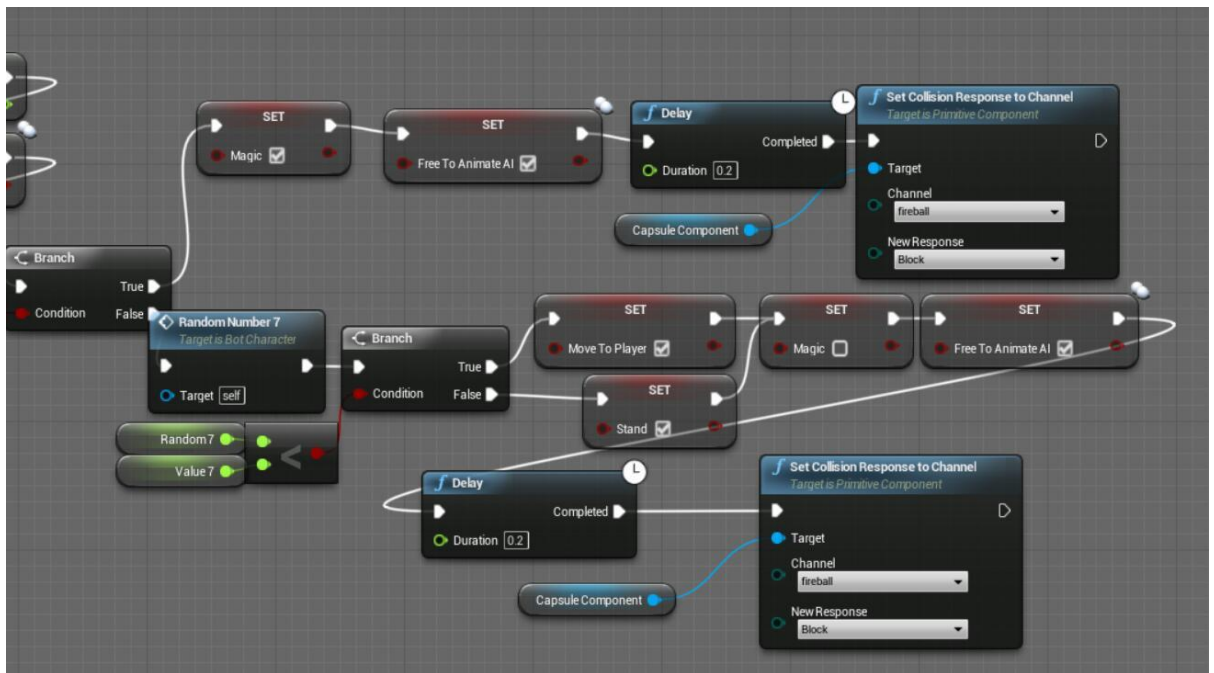 SET
Magic
SET
Free To Animate AI
Delay
Completed
Duration 0.2
Capsule Component
Set Collision Response to Channel
Target is Primitive Component
Target
Channel
fireball
New Response
Block
Branch
True
Condition
False
Random Number 7
Target is Bot Character
Target self
Random 7
Value 7
<
Branch
True
Condition
False
SET
Move To Player
SET
Stand
SET
Magic
SET
Free To Animate AI
Delay
Completed
Duration 0.2
Capsule Component
Set Collision Response to Channel
Target is Primitive Component
Target
Channel
fireball
New Response
Block